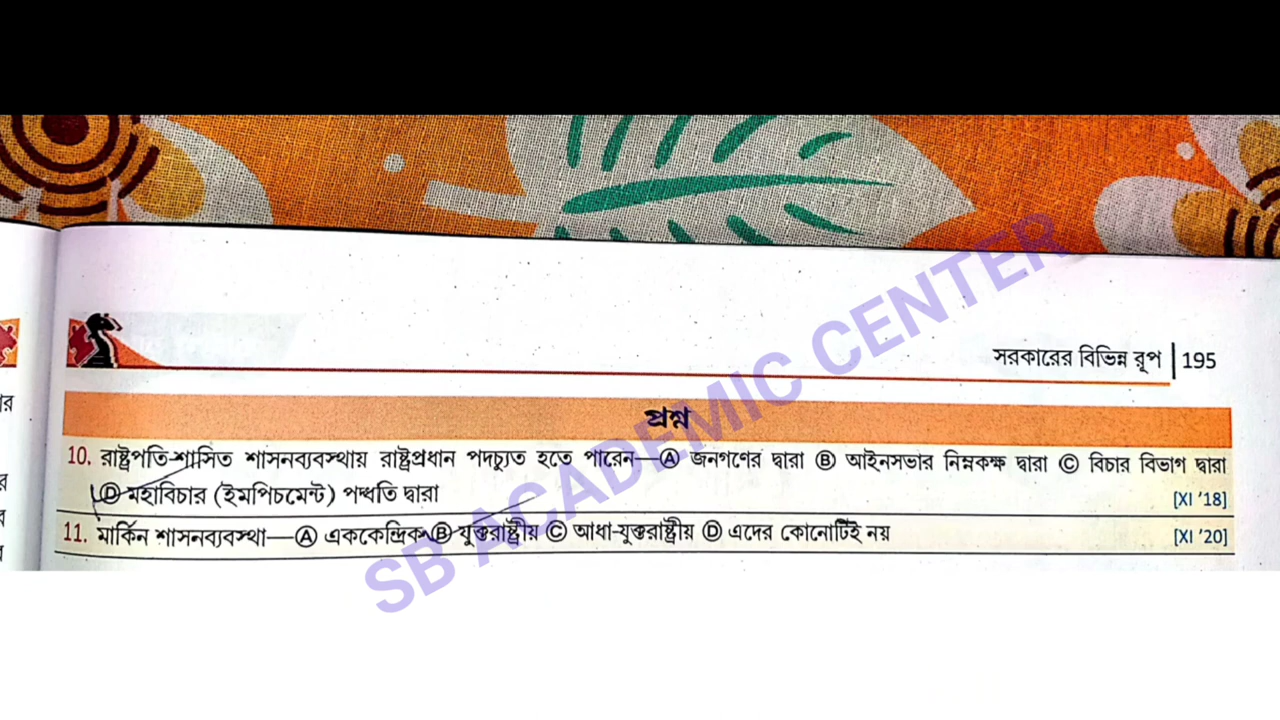 সরকারের বিভিন্ন রূপ | 195
প্রশ্ন
10. রাষ্ট্রপতি-শাসিত শাসনব্যবস্থায় রাষ্ট্রপ্রধান পদচ্যুত হতে পারেন—Ⓐ জনগণের দ্বারা Ⓑ আইনসভার নিম্নকক্ষ দ্বারা Ⓒ বিচার বিভাগ দ্বারা
Ⓓ মহাবিচার (ইমপিচমেন্ট) পদ্ধতি দ্বারা [XI '18]
11. মার্কিন শাসনব্যবস্থা—Ⓐ এককেন্দ্রিক Ⓑ যুক্তরাষ্ট্রীয় Ⓒ আধা-যুক্তরাষ্ট্রীয় Ⓓ এদের কোনোটিই নয় [XI '20]
SB ACADEMIC CENTER